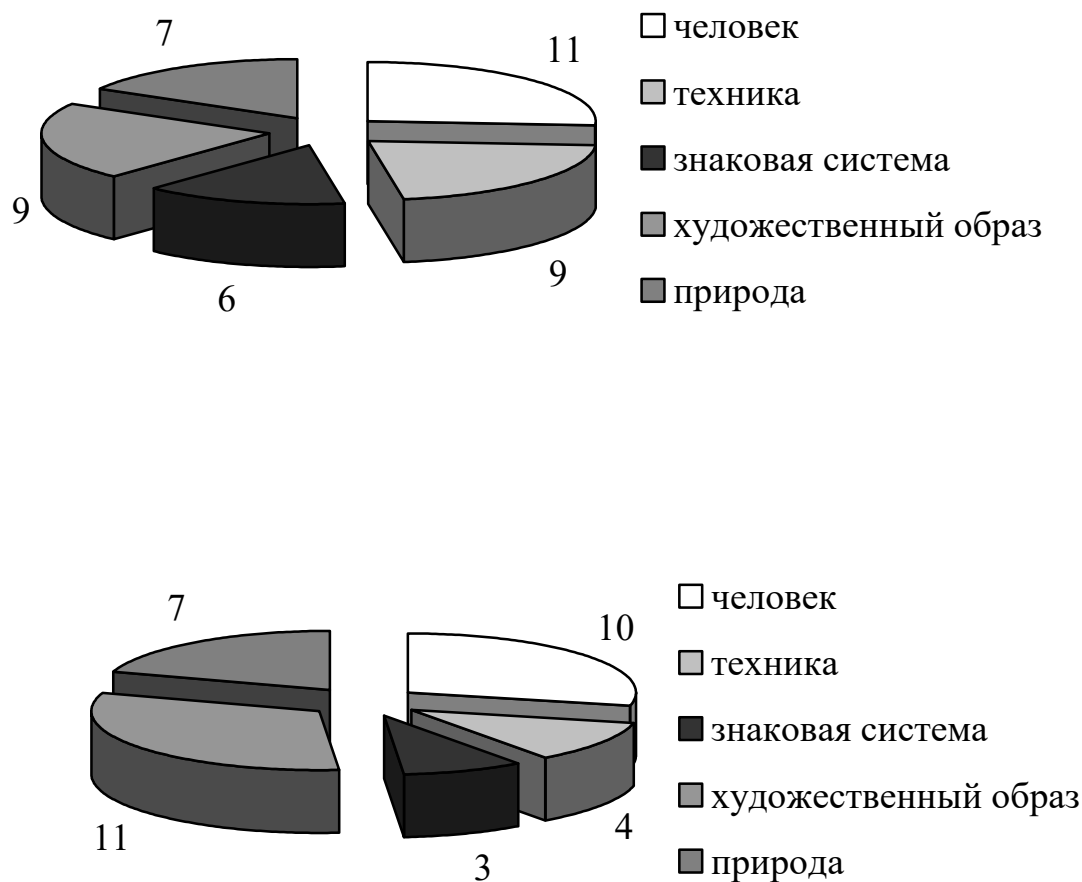 7
11
9
6
9
человек
техника
знаковая система
художественный образ
природа
7
10
11
3
4
человек
техника
знаковая система
художественный образ
природа